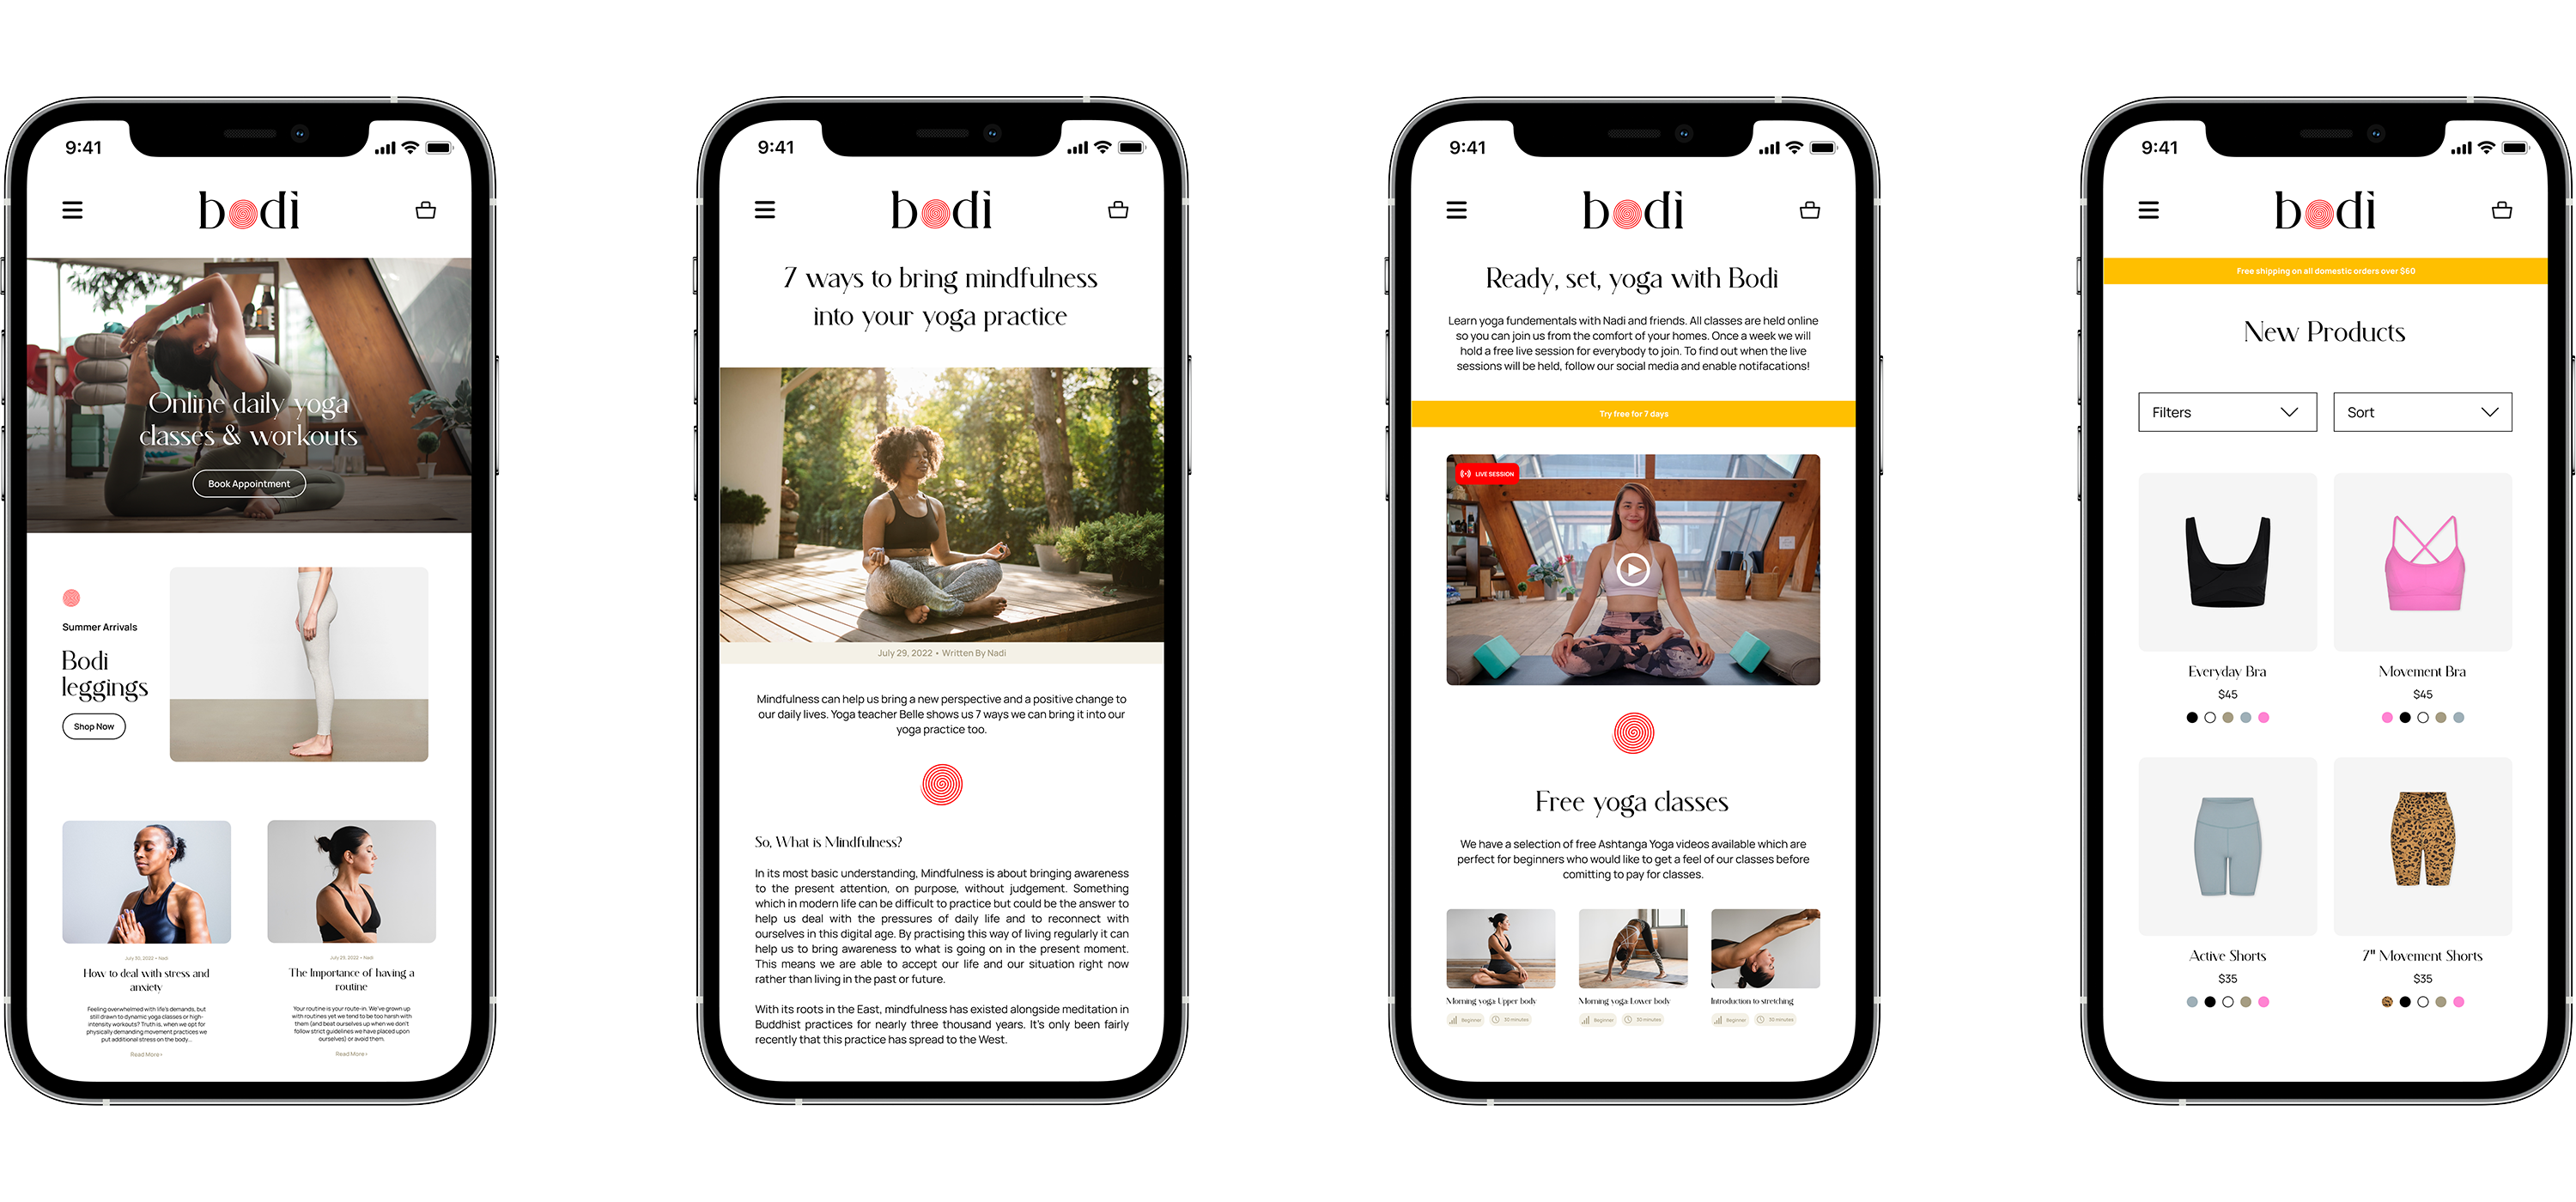 9:41
bodi
Online daily yoga
classes & workouts
Book Appointment
Summer Arrivals
Bodi
leggings
Shop Now
July 30, 2022 • Nadi
How to deal with stress and
anxiety
Feeling overwhelmed with life's demands, but
still drawn to dynamic yoga classes or high-
intensity workouts? Truth is, when we opt for
physically demanding movement practices we
put additional stress on the body...
Read More>
July 29, 2022 • Nadi
The Importance of having a
routine
Your routine is your route-in. We've grown up
with routines yet we tend to be too harsh with
them (and beat ourselves up when we don't
follow strict guidelines we have placed upon
ourselves) or avoid them.
Read More>
9:41
bodi
7 ways to bring mindfulness
into your yoga practice
July 29, 2022 • Written By Nadi
Mindfulness can help us bring a new perspective and a positive change to
our daily lives. Yoga teacher Belle shows us 7 ways we can bring it into our
yoga practice too.
So, What is Mindfulness?
In its most basic understanding, Mindfulness is about bringing awareness
to the present attention, on purpose, without judgement. Something
which in modern life can be difficult to practice but could be the answer to
help us deal with the pressures of daily life and to reconnect with
ourselves in this digital age. By practising this way of living regularly it can
help us to bring awareness to what is going on in the present moment.
This means we are able to accept our life and our situation right now
rather than living in the past or future.
With its roots in the East, mindfulness has existed alongside meditation in
Buddhist practices for nearly three thousand years. It's only been fairly
recently that this practice has spread to the West.
9:41
bodi
Ready, set, yoga with Bodi
Learn yoga fundementals with Nadi and friends. All classes are held online
so you can join us from the comfort of your homes. Once a week we will
hold a free live session for everybody to join. To find out when the live
sessions will be held, follow our social media and enable notifacations!
Try free for 7 days
LIVE SESSION
Free yoga classes
We have a selection of free Ashtanga Yoga videos available which are
perfect for beginners who would like to get a feel of our classes before
comitting to pay for classes.
Morning yoga Upper body
Beginner 30 minutes
Morning yoga Lower body
Beginner 30 minutes
Introduction to stretching
Beginner 30 minutes
9:41
bodi
Free shipping on all domestic orders over $60
New Products
Filters
Sort
Everyday Bra
$45
Movement Bra
$45
Active Shorts
$35
7" Movement Shorts
$35